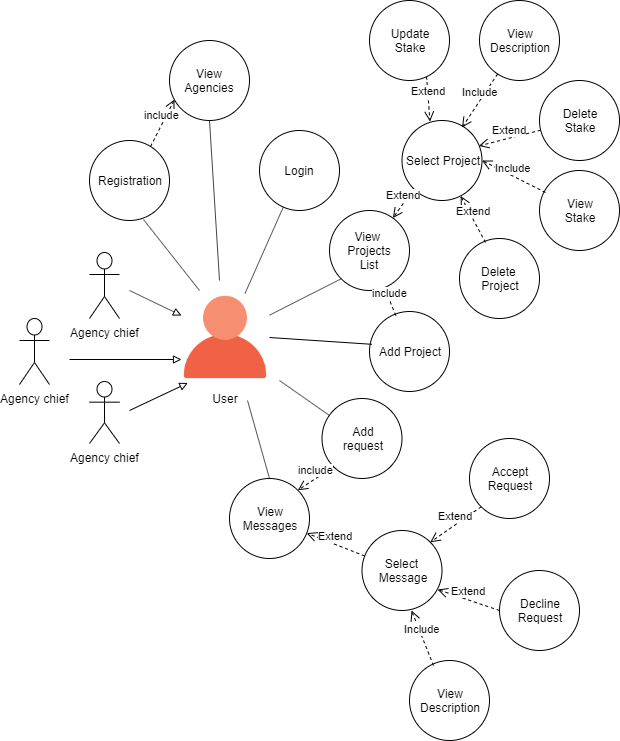 Update
Stake
View
Description
Extend
Include
View
Agencies
include
Delete
Stake
Extend
Select Project
Include
Login
Registration
Extend
Extend
View
Stake
View
Projects
List
Delete
Project
include
Agency chief
Add Project
Agency chief
User
Agency chief
Add
request
include
Accept
Request
View
Messages
Extend
Extend
Select
Message
Extend
Decline
Request
Include
View
Description